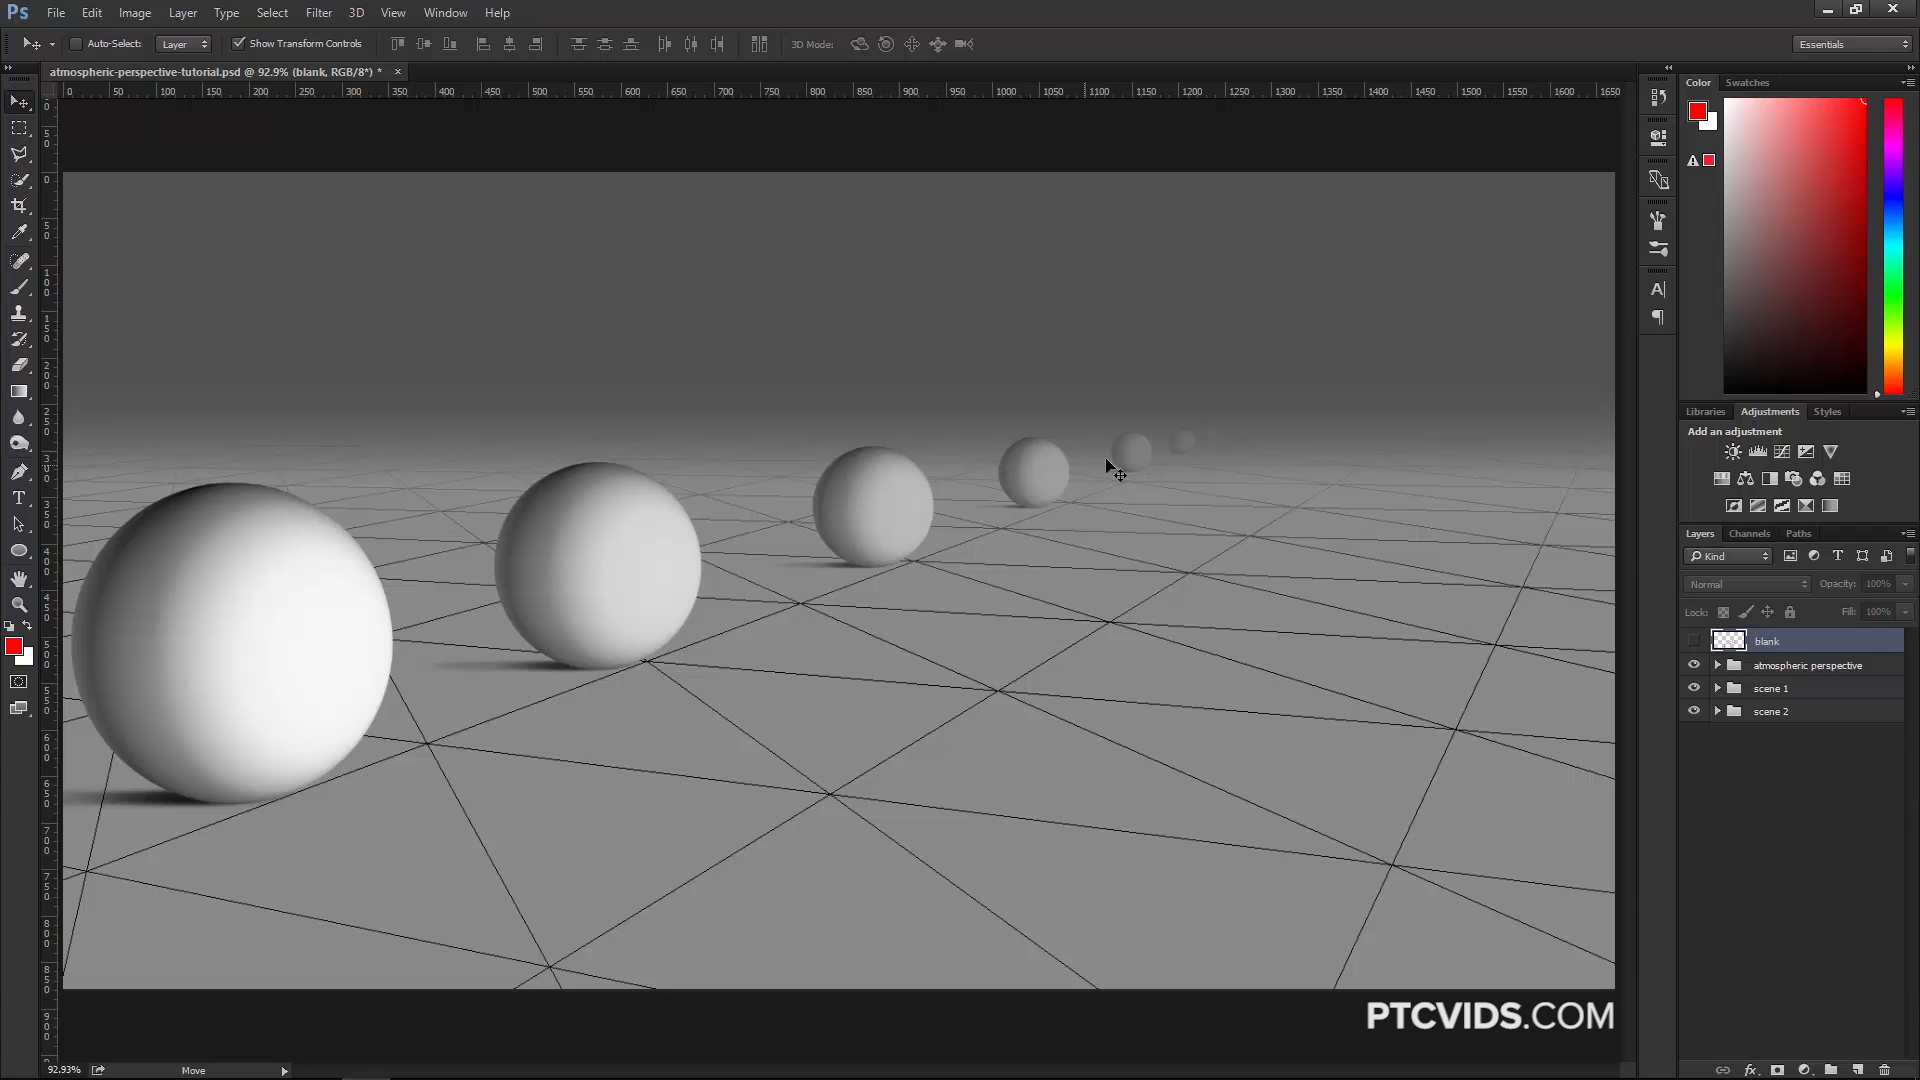 Ps File Edit Image Layer Type Select Filter 3D View Window Help
Auto-Select: Layer Show Transform Controls 3D Mode: Essentials
atmospheric-perspective-tutorial.psd @ 92.9% (blank, RGB/8*) * ×
0 50 100 150 200 250 300 350 400 450 500 550 600 650 700 750 800 850 900 950 1000 1050 1100 1150 1200 1250 1300 1350 1400 1450 1500 1550 1600 1650
Color Swatches
Libraries Adjustments Styles
Add an adjustment
Layers Channels Paths
Kind
Normal Opacity: 100%
Lock: Fill: 100%
blank
atmospheric perspective
scene 1
scene 2
PTCVIDS.COM
92.93% Move